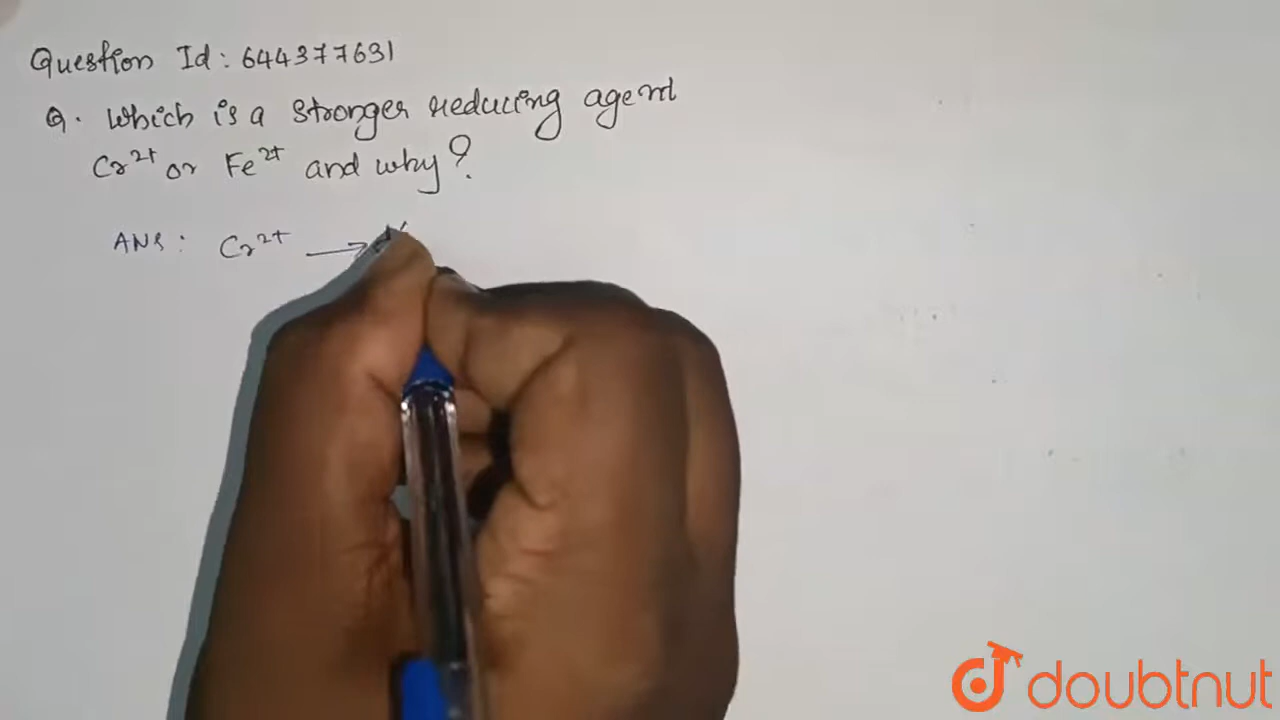 Question Id : 644377631
Q. Which is a stronger reducing agent
Cr²⁺ or Fe²⁺ and why?
ANS : Cr²⁺ → d
doubtnut